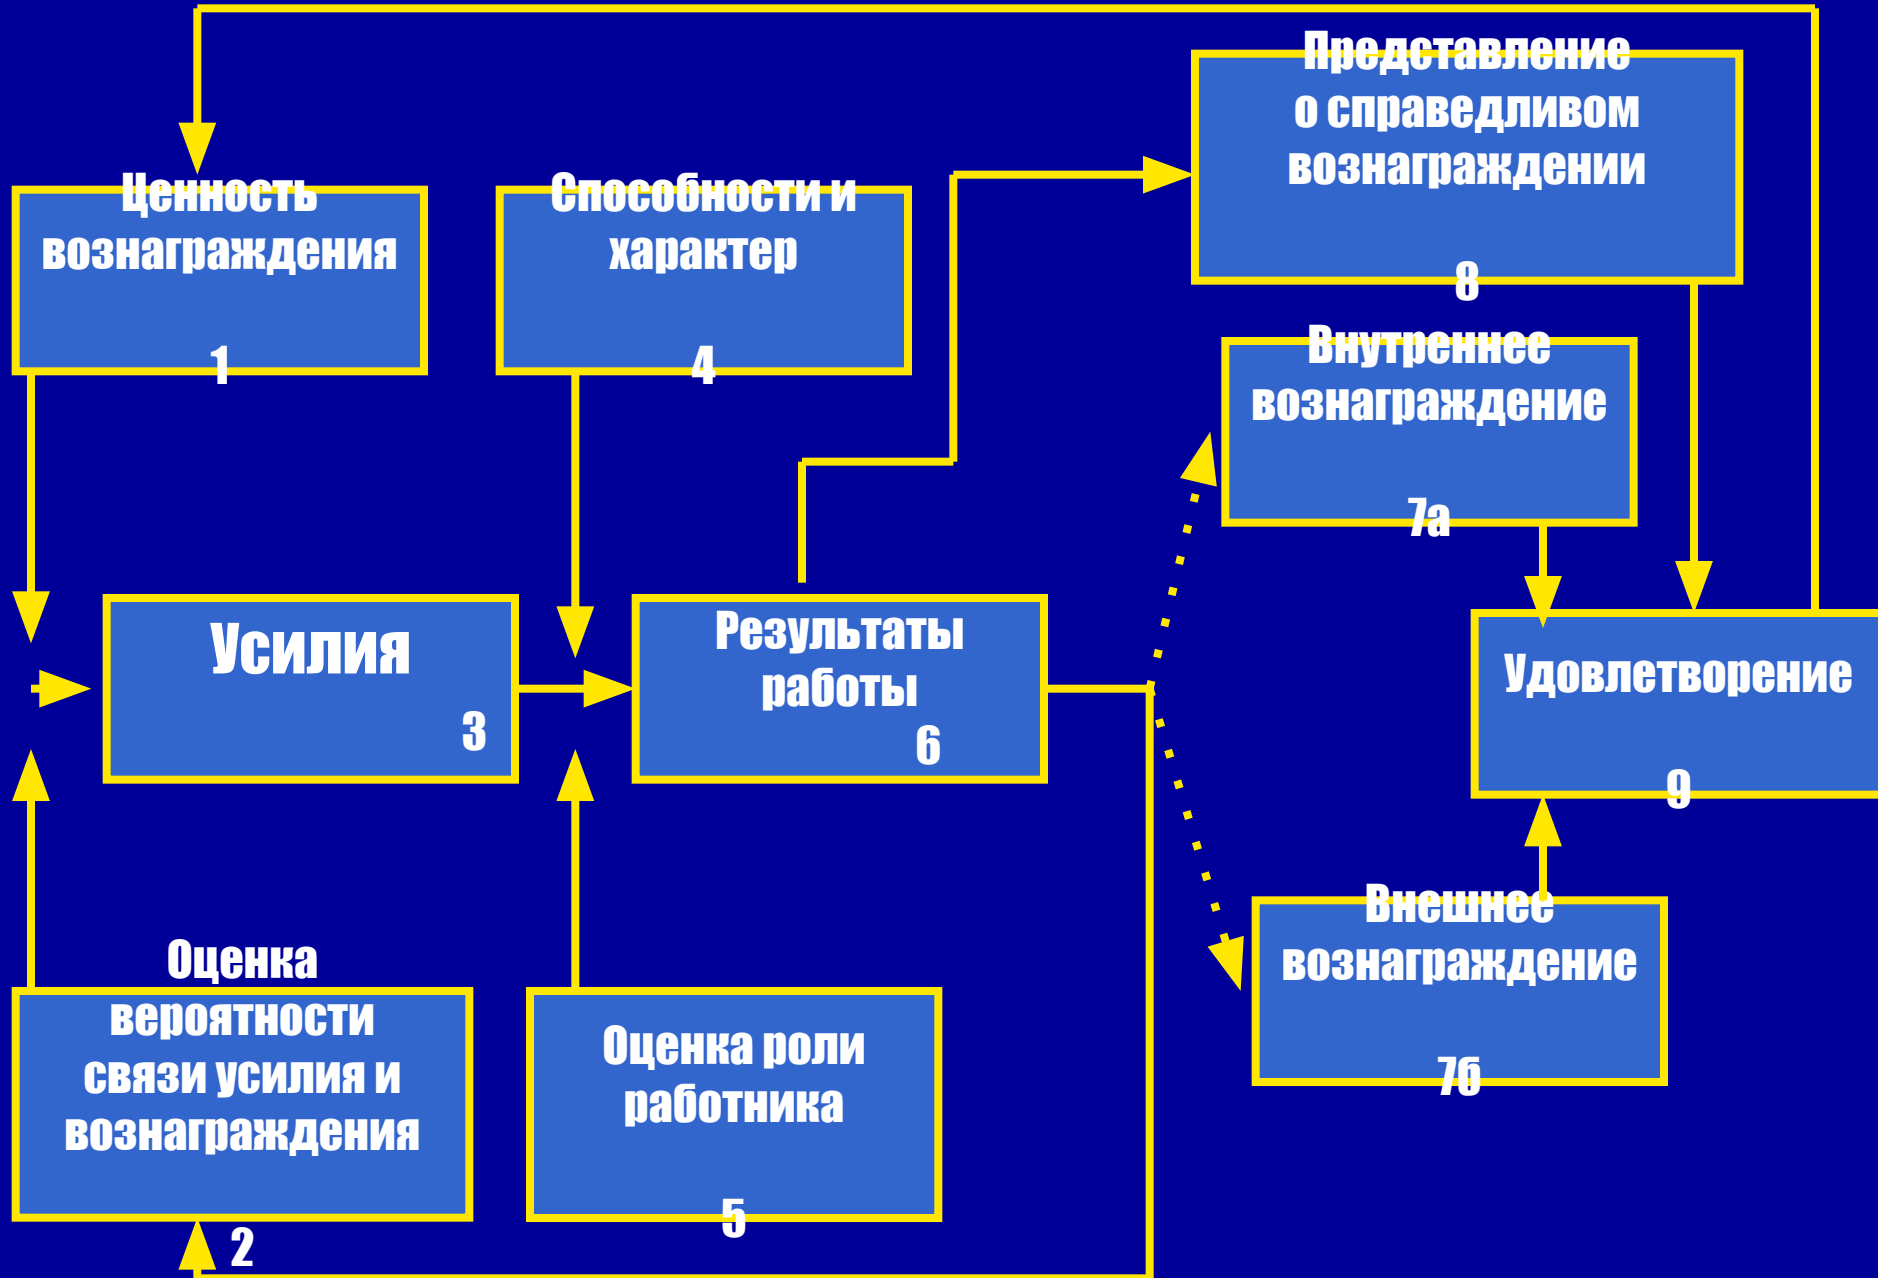 Представление
о справедливом
вознаграждении
8
Ценность
вознаграждения
1
Способности и
характер
4
Внутреннее
вознаграждение
7а
Усилия
3
Результаты
работы
6
Удовлетворение
9
Внешнее
вознаграждение
7б
Оценка
вероятности
связи усилия и
вознаграждения
2
Оценка роли
работника
5